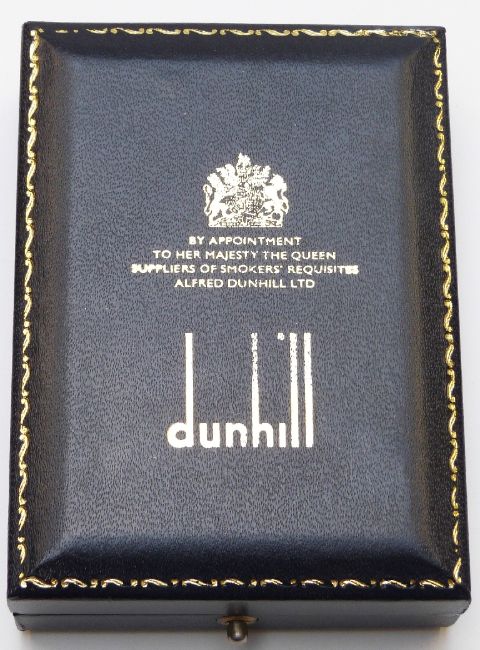 BY APPOINTMENT
TO HER MAJESTY THE QUEEN
SUPPLIERS OF SMOKERS' REQUISITES
ALFRED DUNHILL LTD
dunhill